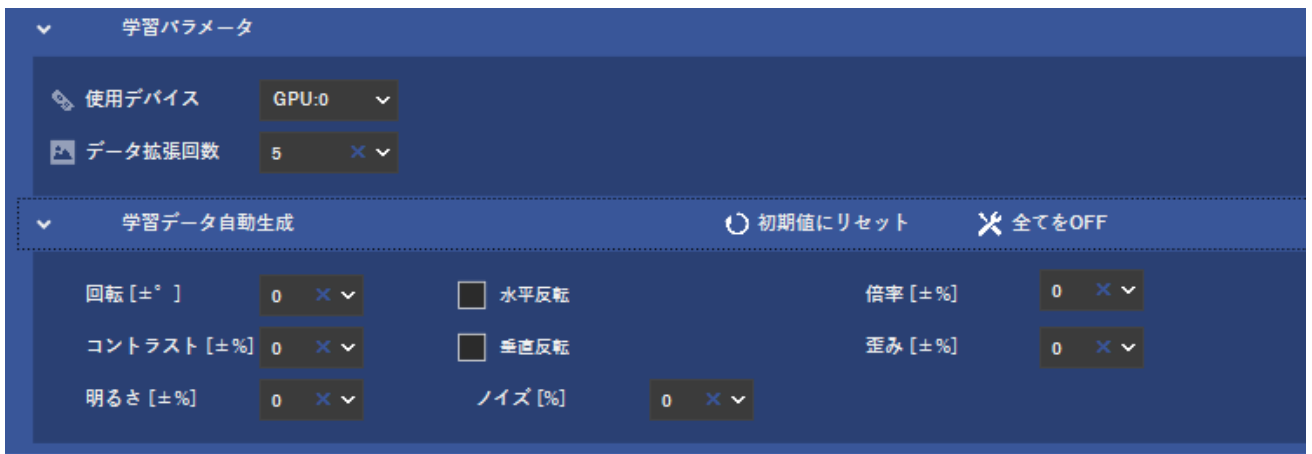 学習パラメータ
使用デバイス GPU:0
データ拡張回数 5
学習データ自動生成 初期値にリセット 全てをOFF
回転 [±° ] 0 水平反転 倍率 [±%] 0
コントラスト [±%] 0 垂直反転 歪み [±%] 0
明るさ [±%] 0 ノイズ [%] 0